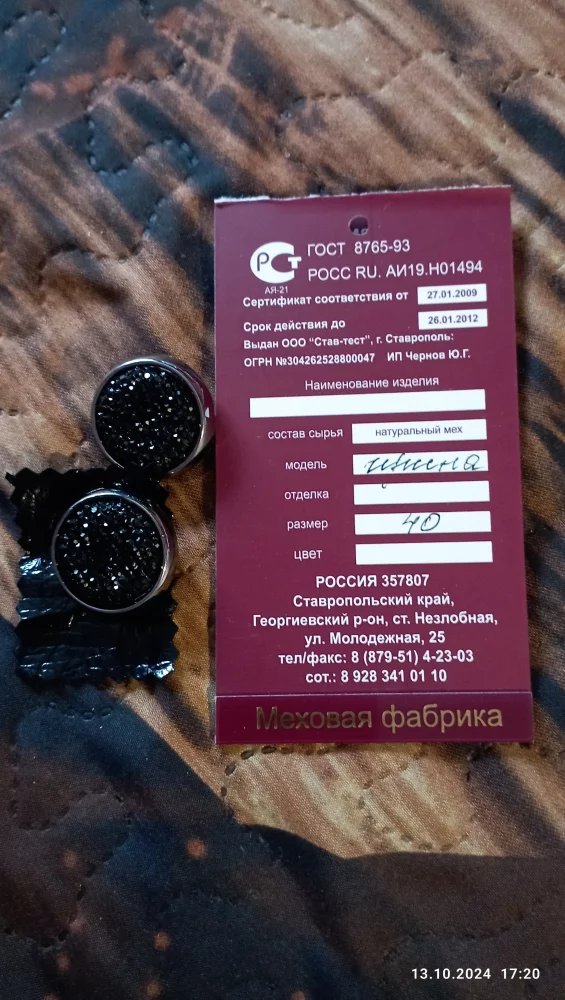 ГОСТ 8765-93
РОСС RU. АИ19.Н01494
АЯ-21
Сертификат соответствия от 27.01.2009
Срок действия до 26.01.2012
Выдан ООО "Став-тест", г. Ставрополь:
ОГРН №304262528800047 ИП Чернов Ю.Г.
Наименование изделия
состав сырья натуральный мех
модель
отделка
размер 40
цвет
РОССИЯ 357807
Ставропольский край,
Георгиевский р-он, ст. Незлобная,
ул. Молодежная, 25
тел/факс: 8 (879-51) 4-23-03
сот.: 8 928 341 01 10
Меховая фабрика
13.10.2024 17:20